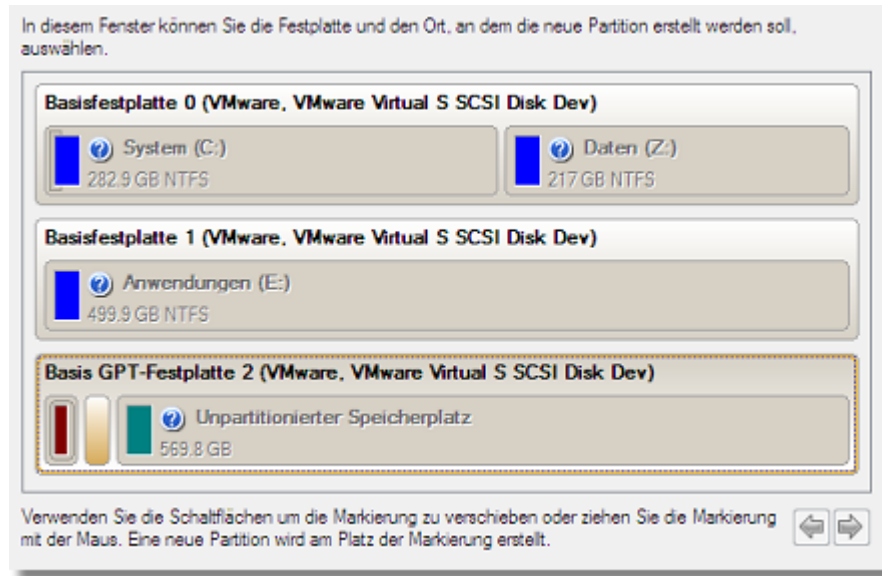 In diesem Fenster können Sie die Festplatte und den Ort, an dem die neue Partition erstellt werden soll,
auswählen.
Basisfestplatte 0 (VMware, VMware Virtual S SCSI Disk Dev)
System (C:)
282.9 GB NTFS
Daten (Z:)
217 GB NTFS
Basisfestplatte 1 (VMware, VMware Virtual S SCSI Disk Dev)
Anwendungen (E:)
499.9 GB NTFS
Basis GPT-Festplatte 2 (VMware, VMware Virtual S SCSI Disk Dev)
Unpartitionierter Speicherplatz
569.8 GB
Verwenden Sie die Schaltflächen um die Markierung zu verschieben oder ziehen Sie die Markierung
mit der Maus. Eine neue Partition wird am Platz der Markierung erstellt.